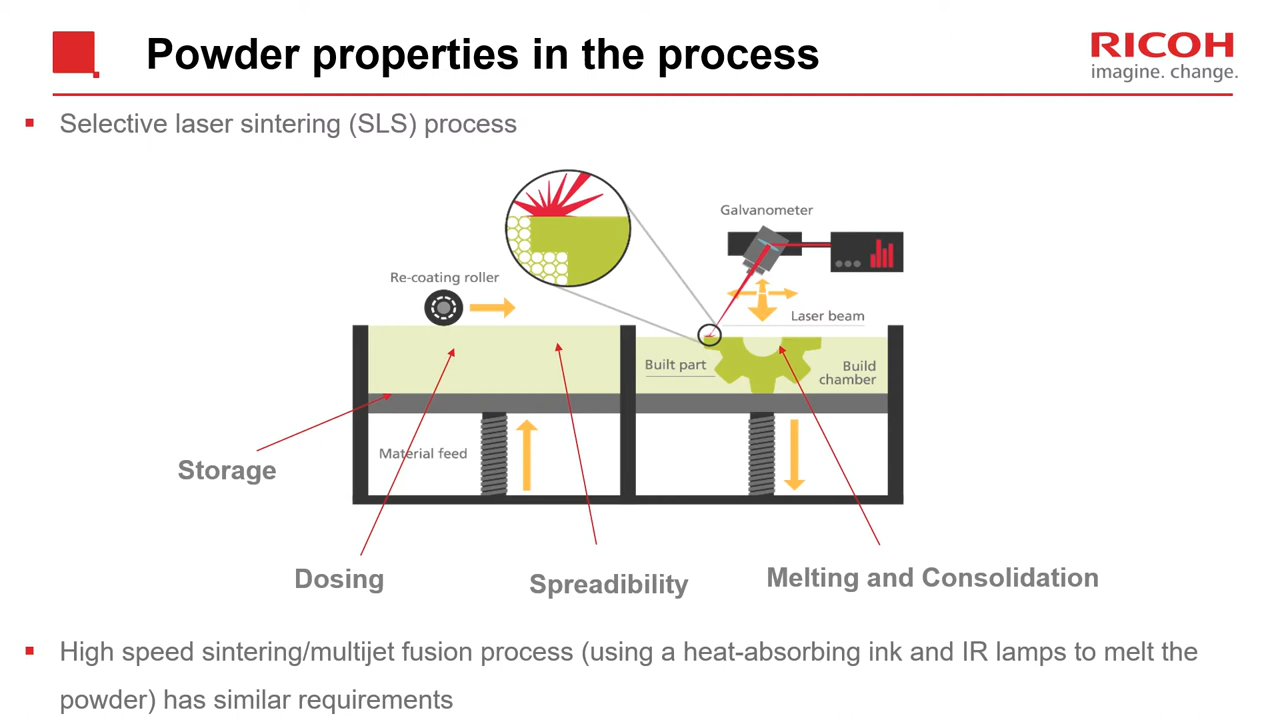 Powder properties in the process
RICOH
imagine. change.
Selective laser sintering (SLS) process
Galvanometer
Re-coating roller
Laser beam
Built part
Build
chamber
Material feed
Storage
Dosing
Spreadibility
Melting and Consolidation
High speed sintering/multijet fusion process (using a heat-absorbing ink and IR lamps to melt the
powder) has similar requirements